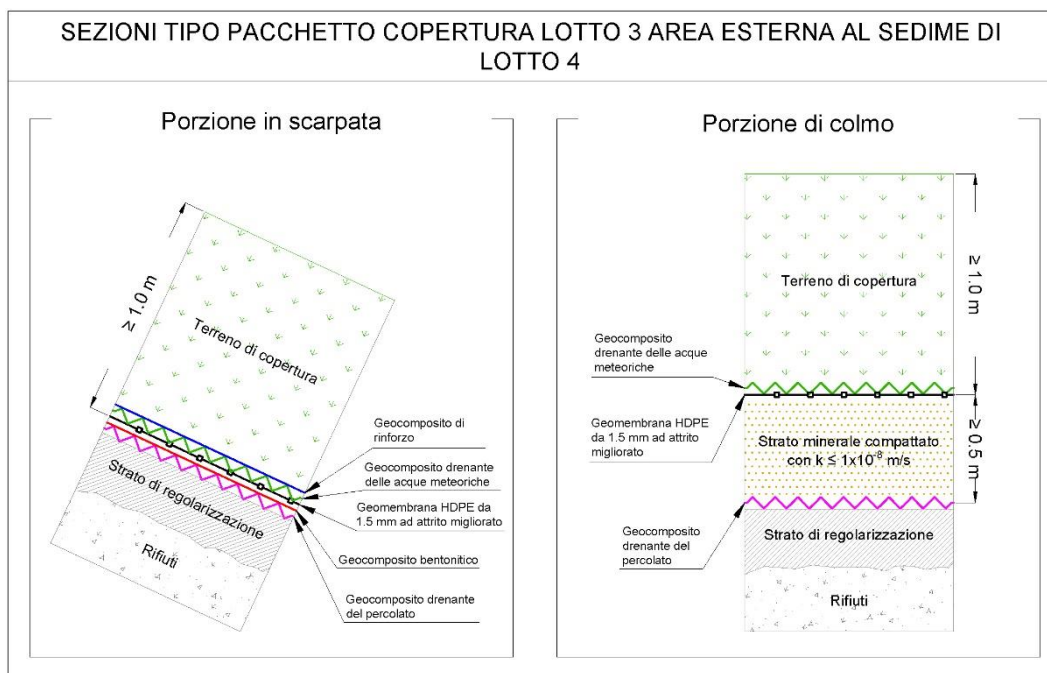 SEZIONI TIPO PACCHETTO COPERTURA LOTTO 3 AREA ESTERNA AL SEDIME DI
LOTTO 4
Porzione in scarpata
≥ 1.0 m
Terreno di copertura
Strato di regolarizzazione
Rifiuti
Geocomposito di
rinforzo
Geocomposito drenante
delle acque meteoriche
Geomembrana HDPE da
1.5 mm ad attrito migliorato
Geocomposito bentonitico
Geocomposito drenante
del percolato
Porzione di colmo
Terreno di copertura
≥ 1.0 m
Geocomposito
drenante delle acque
meteoriche
Geomembrana HDPE
da 1.5 mm ad attrito
migliorato
Strato minerale compattato
con k ≤ 1x10⁻⁸ m/s
≥ 0.5 m
Geocomposito
drenante del
percolato
Strato di regolarizzazione
Rifiuti